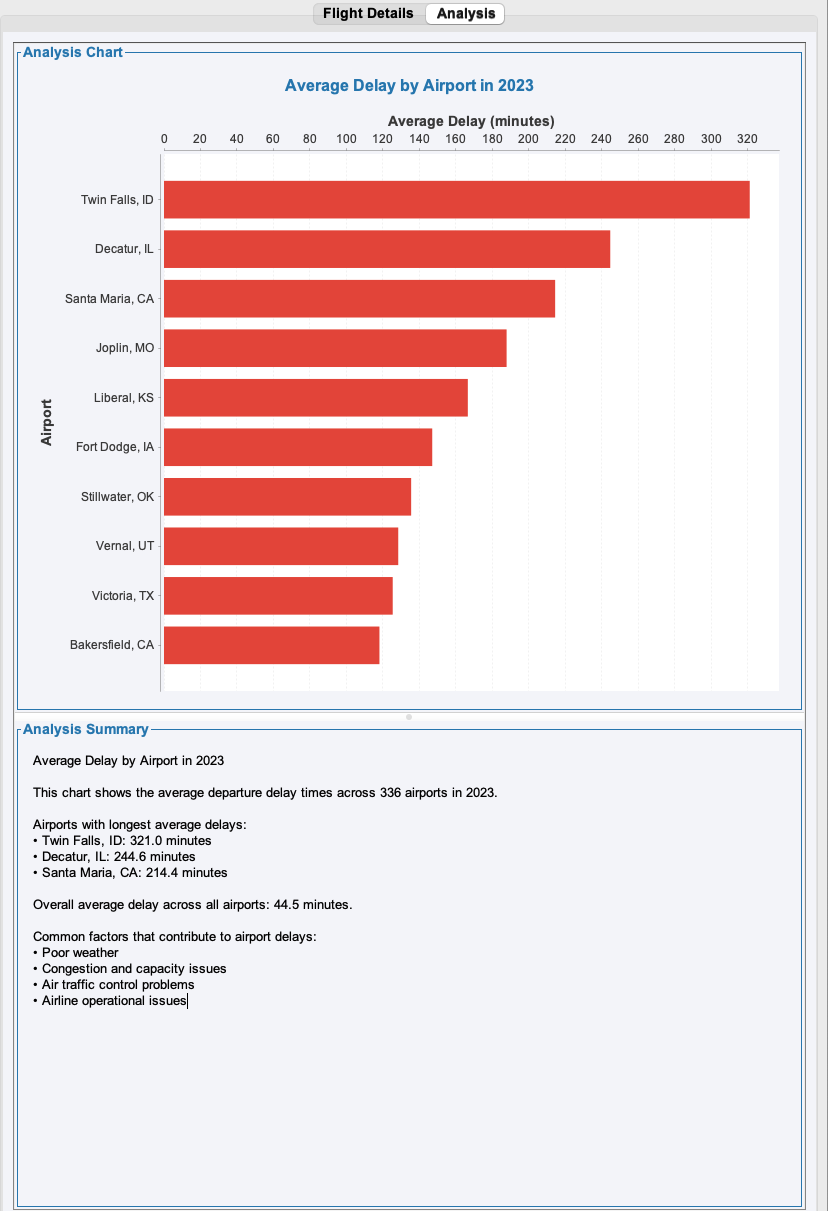 Flight Details
Analysis
Analysis Chart
Average Delay by Airport in 2023
Average Delay (minutes)
0 20 40 60 80 100 120 140 160 180 200 220 240 260 280 300 320
Airport
Twin Falls, ID
Decatur, IL
Santa Maria, CA
Joplin, MO
Liberal, KS
Fort Dodge, IA
Stillwater, OK
Vernal, UT
Victoria, TX
Bakersfield, CA
Analysis Summary
Average Delay by Airport in 2023
This chart shows the average departure delay times across 336 airports in 2023.
Airports with longest average delays:
• Twin Falls, ID: 321.0 minutes
• Decatur, IL: 244.6 minutes
• Santa Maria, CA: 214.4 minutes
Overall average delay across all airports: 44.5 minutes.
Common factors that contribute to airport delays:
• Poor weather
• Congestion and capacity issues
• Air traffic control problems
• Airline operational issues